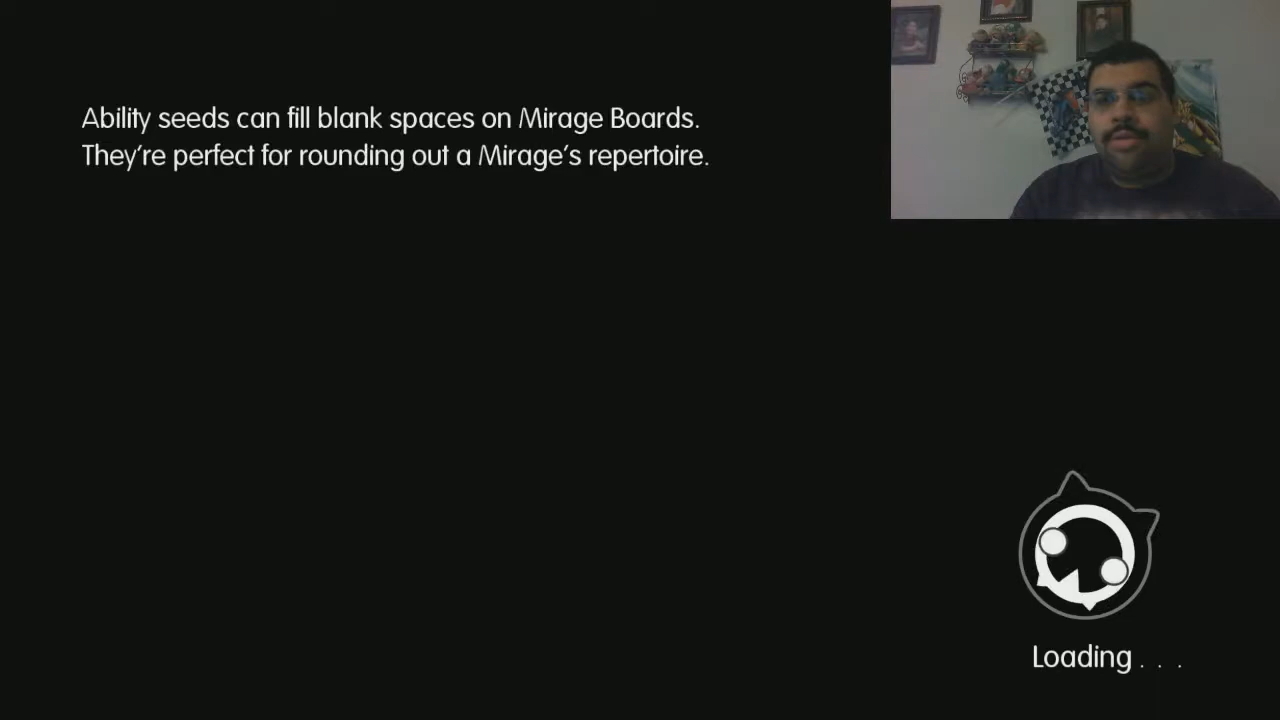 Ability seeds can fill blank spaces on Mirage Boards.
They're perfect for rounding out a Mirage's repertoire.
Loading . . .